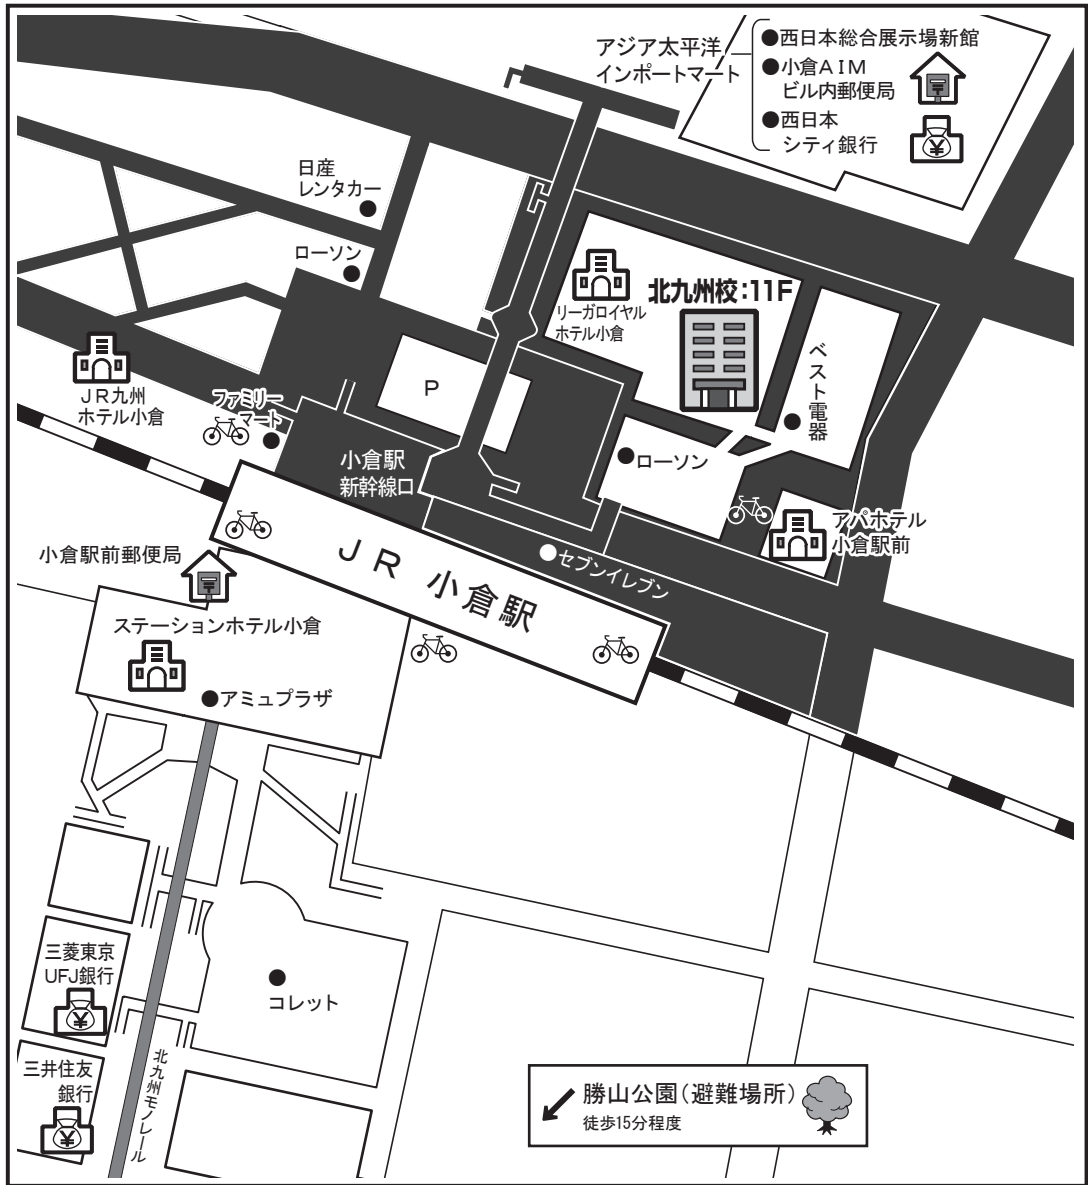 アジア太平洋
インポートマート
●西日本総合展示場新館
●小倉AIM
ビル内郵便局
●西日本
シティ銀行
日産
レンタカー
ローソン
リーガロイヤル
ホテル小倉
北九州校:11F
ベスト電器
JR九州
ホテル小倉
ファミリー
マート
P
小倉駅
新幹線口
ローソン
アパホテル
小倉駅前
セブンイレブン
JR 小倉駅
小倉駅前郵便局
ステーションホテル小倉
アミュプラザ
三菱東京
UFJ銀行
コレット
三井住友
銀行
北九州モノレール
勝山公園(避難場所)
徒歩15分程度